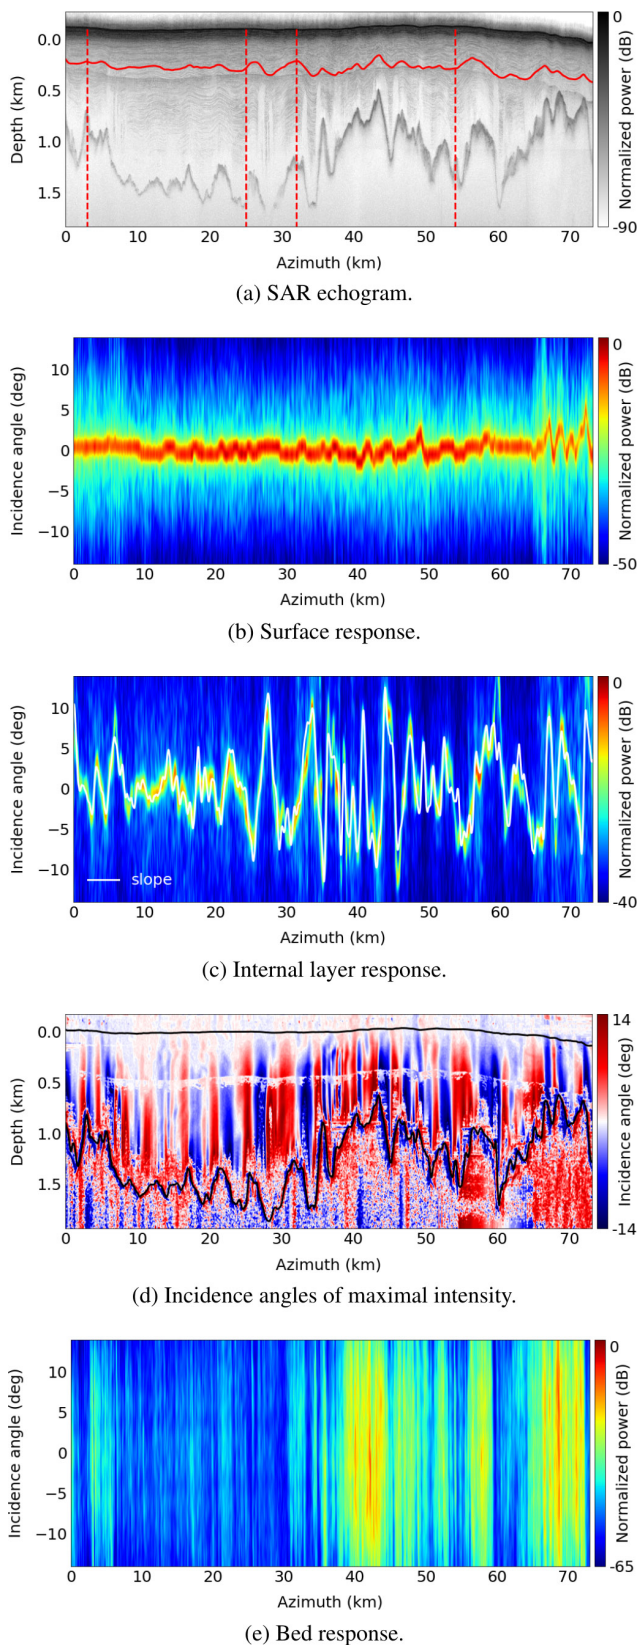 0.0
0.5
1.0
1.5
Depth (km)
0 10 20 30 40 50 60 70
Azimuth (km)
0
-90
Normalized power (dB)
(a) SAR echogram.
10
5
0
−5
−10
Incidence angle (deg)
0 10 20 30 40 50 60 70
Azimuth (km)
0
-50
Normalized power (dB)
(b) Surface response.
10
5
0
−5
−10
Incidence angle (deg)
slope
0 10 20 30 40 50 60 70
Azimuth (km)
0
-40
Normalized power (dB)
(c) Internal layer response.
0.0
0.5
1.0
1.5
Depth (km)
0 10 20 30 40 50 60 70
Azimuth (km)
14
-14
Incidence angle (deg)
(d) Incidence angles of maximal intensity.
10
5
0
−5
−10
Incidence angle (deg)
0 10 20 30 40 50 60 70
Azimuth (km)
0
-65
Normalized power (dB)
(e) Bed response.